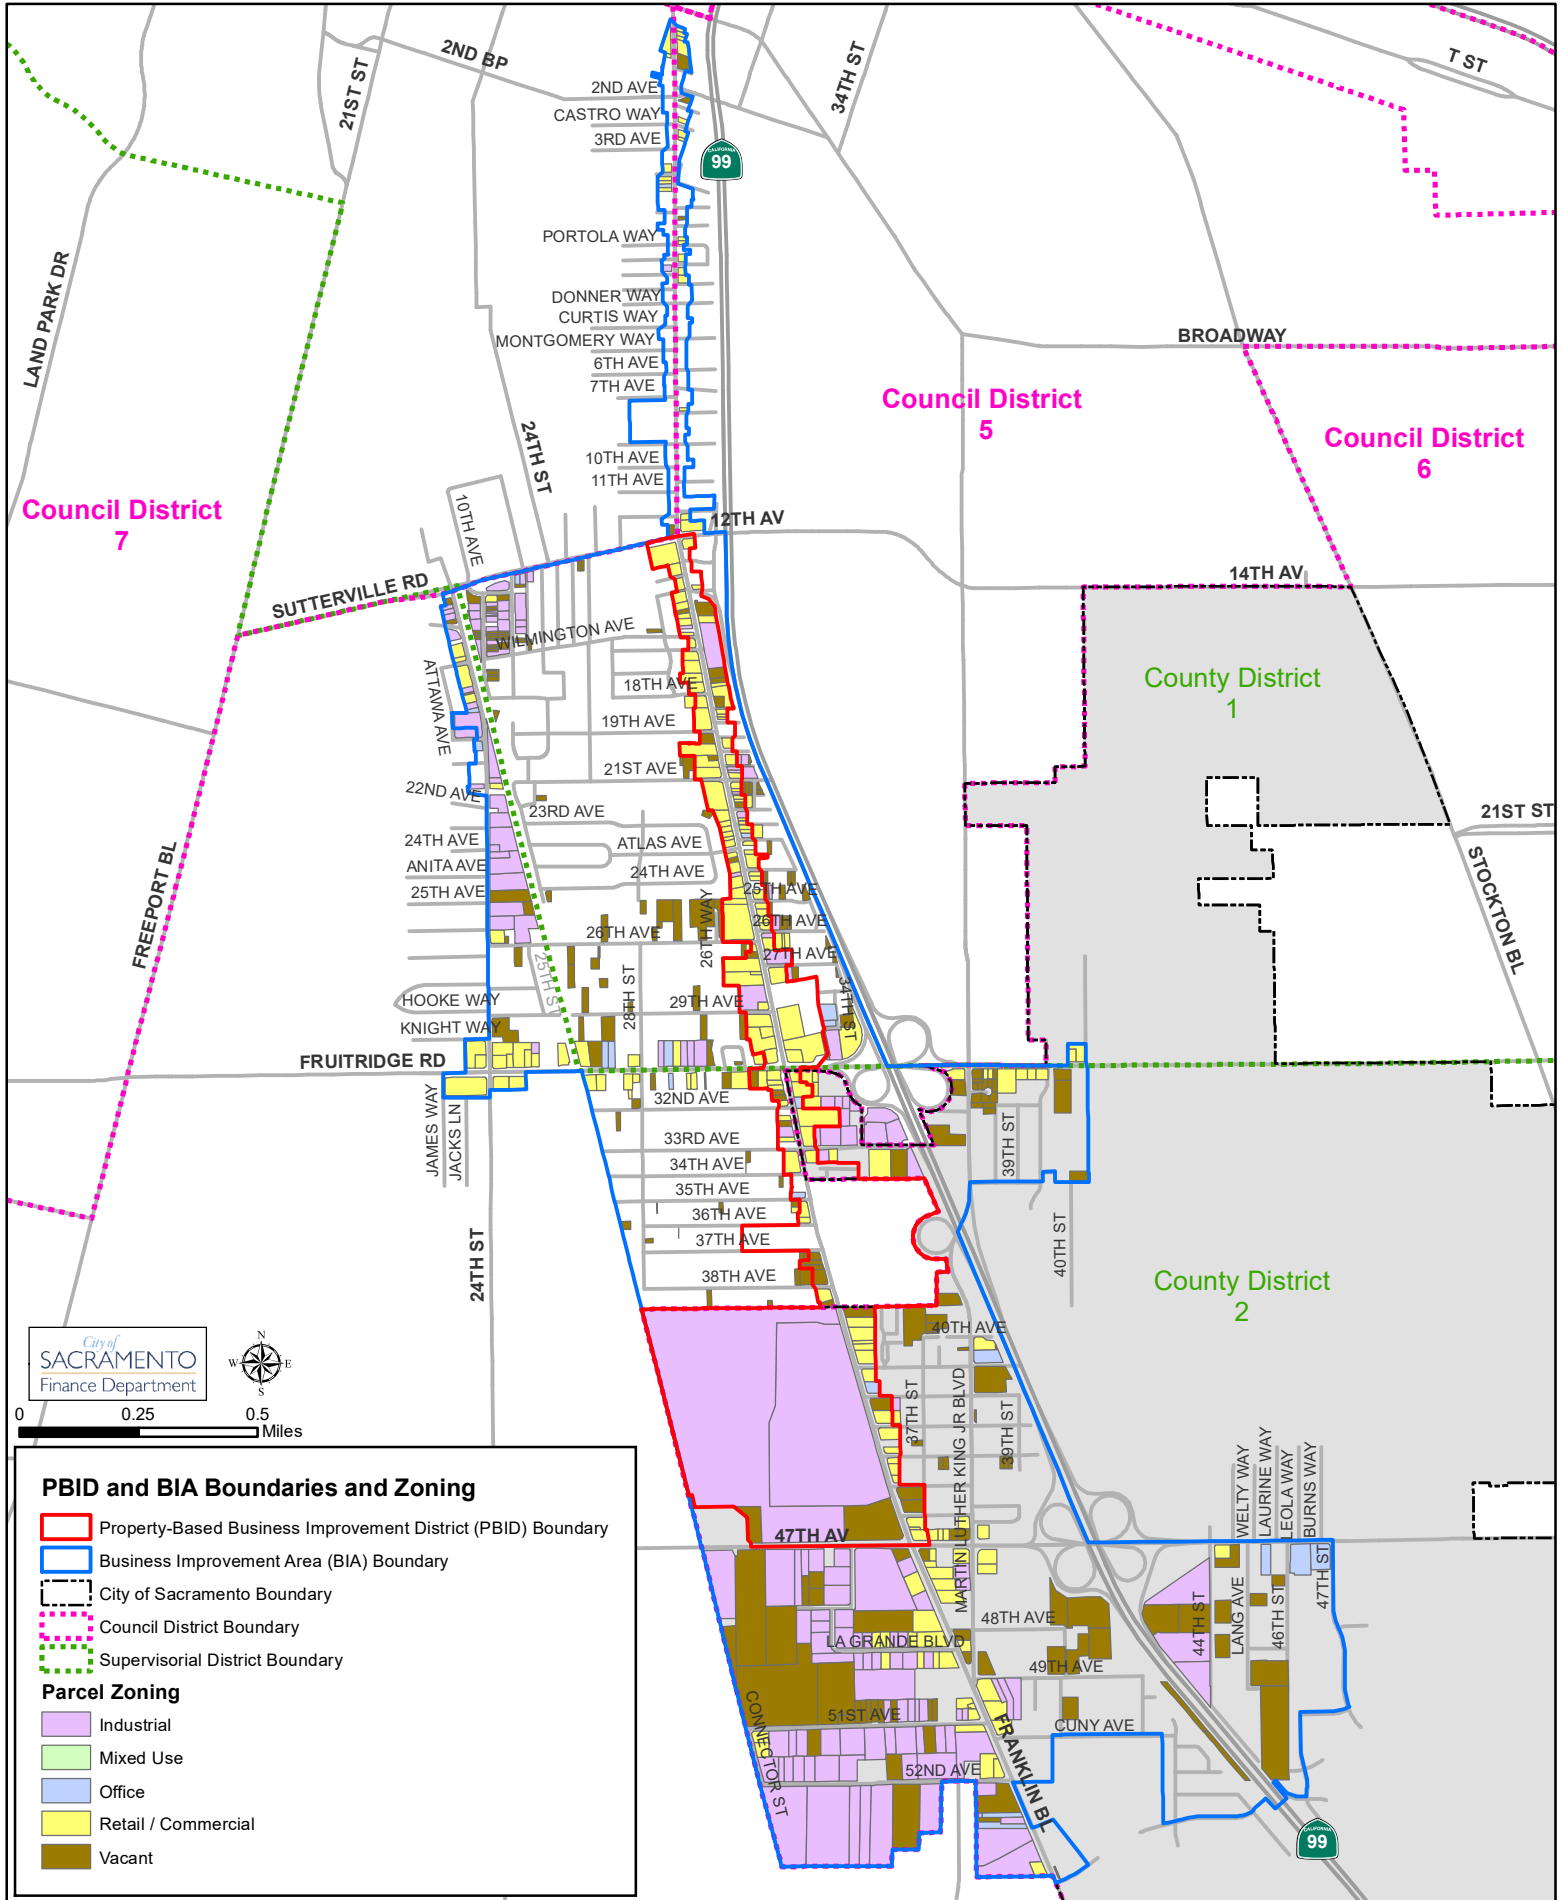 2ND BP
T ST
34TH ST
21ST ST
2ND AVE
CASTRO WAY
3RD AVE
CALIFORNIA
99
PORTOLA WAY
LAND PARK DR
DONNER WAY
CURTIS WAY
MONTGOMERY WAY
6TH AVE
7TH AVE
BROADWAY
Council District
5
Council District
6
24TH ST
10TH AVE
11TH AVE
Council District
7
10TH AVE
12TH AV
14TH AV
SUTTERVILLE RD
WILMINGTON AVE
ATTAWA AVE
18TH AVE
County District
1
19TH AVE
21ST AVE
22ND AVE
23RD AVE
21ST ST
24TH AVE
ATLAS AVE
ANITA AVE
24TH AVE
25TH AVE
25TH AVE
FREEPORT BL
STOCKTON BL
26TH WAY
26TH AVE
26TH AVE
27TH AVE
25TH ST
28TH ST
34TH ST
HOOKE WAY
29TH AVE
KNIGHT WAY
FRUITRIDGE RD
32ND AVE
JAMES WAY
JACKS LN
33RD AVE
39TH ST
34TH AVE
35TH AVE
36TH AVE
37TH AVE
40TH ST
24TH ST
38TH AVE
County District
2
40TH AVE
City of
SACRAMENTO
Finance Department
N
W
E
S
0
0.25
0.5
Miles
37TH ST
MARTIN LUTHER KING JR BLVD
39TH ST
WELTY WAY
LAURINE WAY
LEOLA WAY
BURNS WAY
47TH AV
44TH ST
LANG AVE
46TH ST
47TH ST
48TH AVE
LA GRANDE BLVD
49TH AVE
CONNECTOR ST
51ST AVE
CUNY AVE
FRANKLIN BL
52ND AVE
CALIFORNIA
99
PBID and BIA Boundaries and Zoning
Property-Based Business Improvement District (PBID) Boundary
Business Improvement Area (BIA) Boundary
City of Sacramento Boundary
Council District Boundary
Supervisorial District Boundary
Parcel Zoning
Industrial
Mixed Use
Office
Retail / Commercial
Vacant